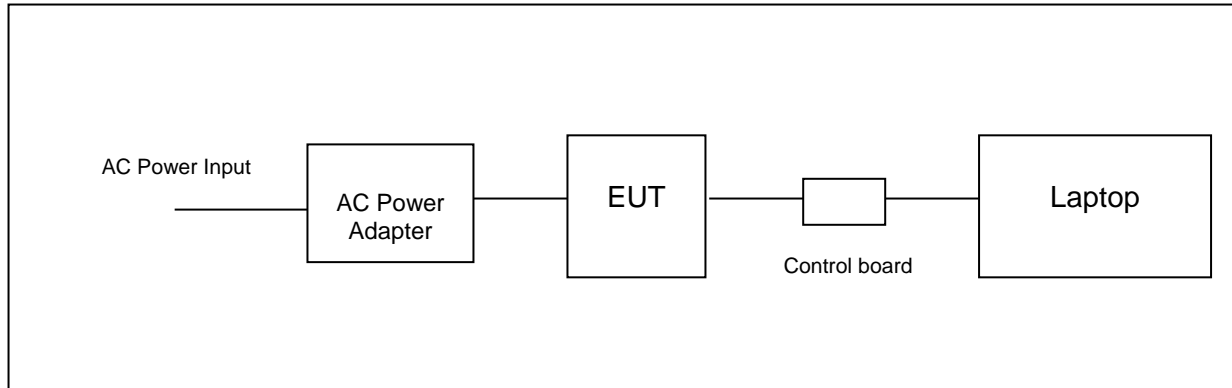 AC Power Input
AC Power
Adapter
EUT
Control board
Laptop